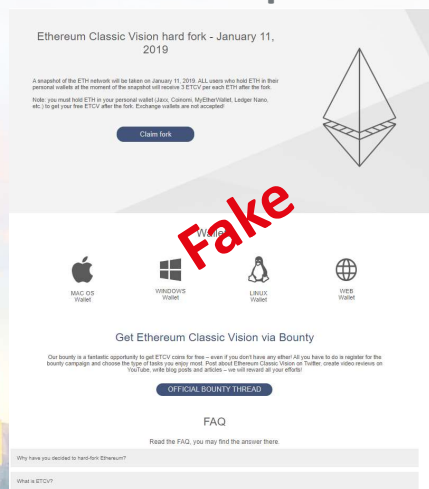 Ethereum Classic Vision hard fork - January 11,
2019
A snapshot of the ETH network will be taken on January 11, 2019. ALL users who hold ETH in their
personal wallets at the moment of the snapshot will receive 3 ETCV per each ETH after the fork.
Note: you must hold ETH in your personal wallet (Jaxx, Coinomi, MyEtherWallet, Ledger Nano,
etc.) to get your free ETCV after the fork. Exchange wallets are not accepted!
Claim fork
Fake
MAC OS
Wallet
WINDOWS
Wallet
LINUX
Wallet
WEB
Wallet
Get Ethereum Classic Vision via Bounty
Our bounty is a fantastic opportunity to get ETCV coins for free – even if you don't have any ether! All you have to do is register for the
bounty campaign and choose the type of tasks you enjoy most. Post about Ethereum Classic Vision on Twitter, create video-reviews on
YouTube, write blog posts and articles – we will reward all your efforts!
OFFICIAL BOUNTY THREAD
FAQ
Read the FAQ, you may find the answer there.
Why have you decided to hard-fork Ethereum?
What is ETCV?